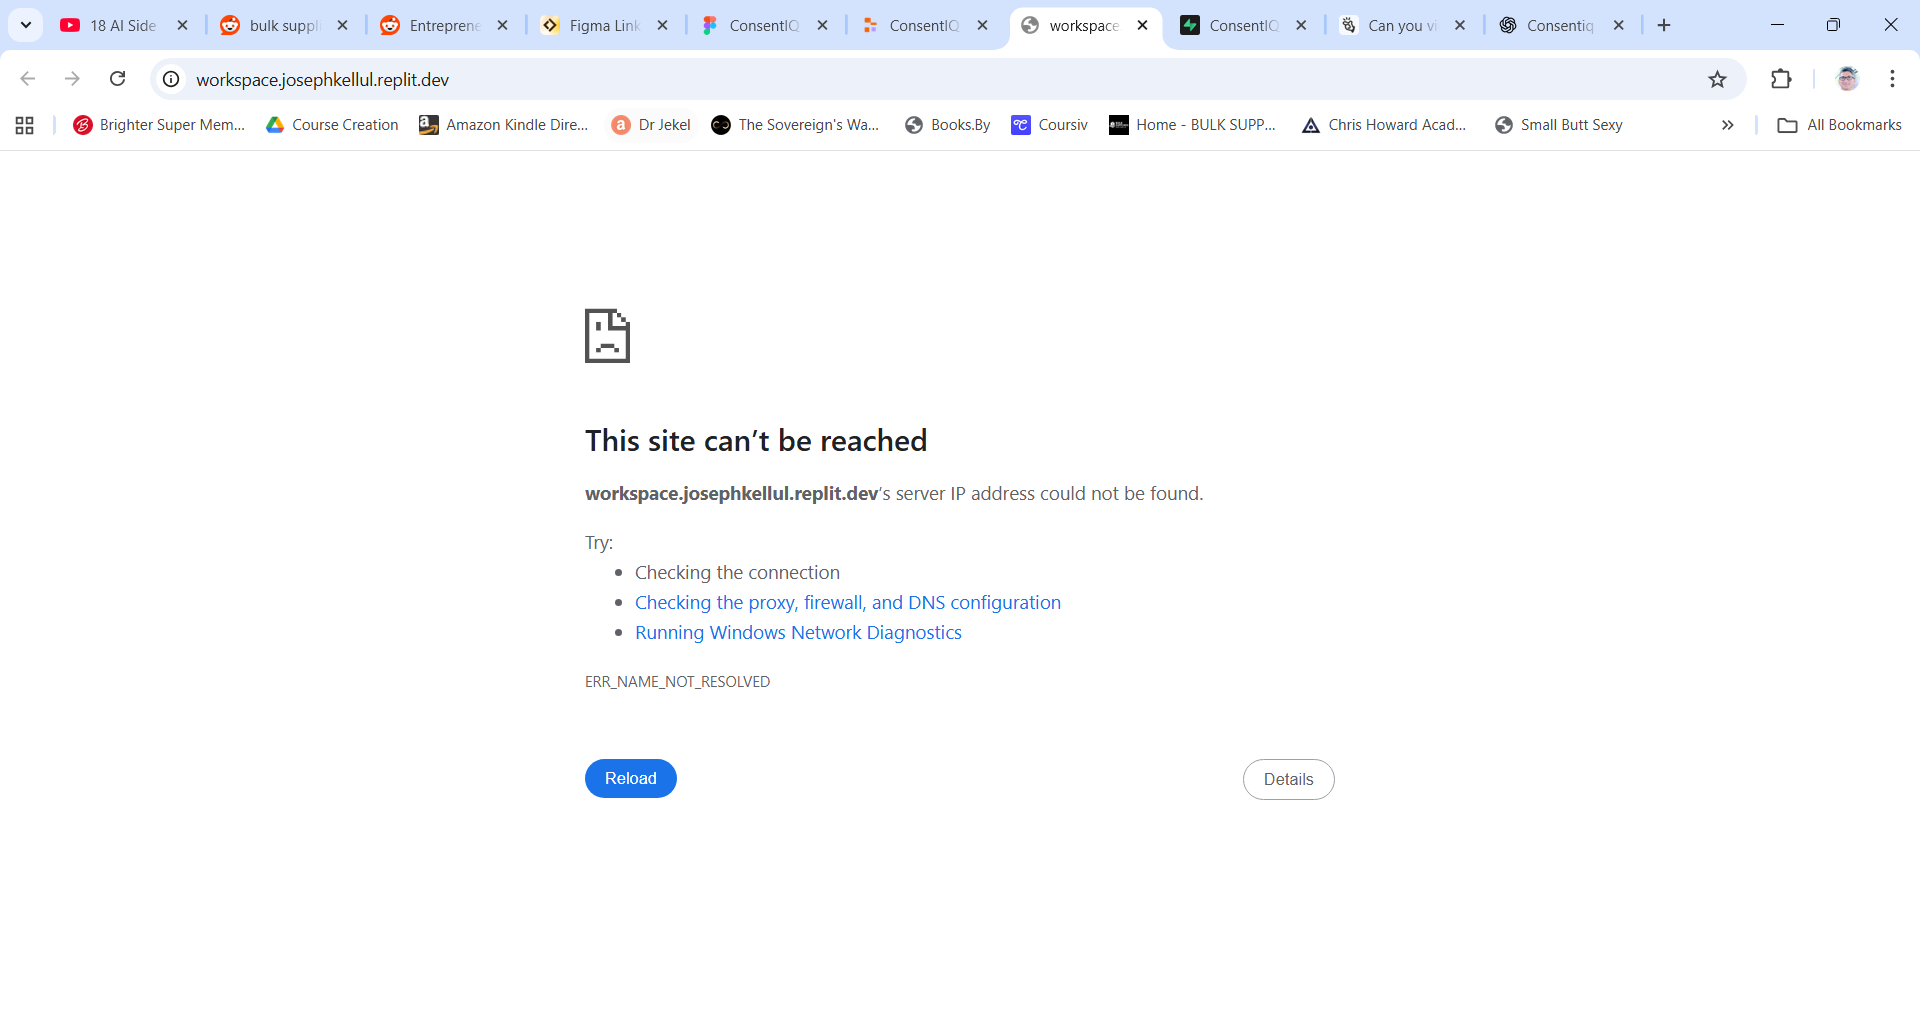 18 AI Side
bulk suppli
Entreprene
Figma Link
ConsentIQ
ConsentIQ
workspace
ConsentIQ
Can you vi
Consentiq
workspace.josephkellul.replit.dev
Brighter Super Mem...
Course Creation
Amazon Kindle Dire...
Dr Jekel
The Sovereign's Wa...
Books.By
Coursiv
Home - BULK SUPP...
Chris Howard Acad...
Small Butt Sexy
All Bookmarks
This site can’t be reached
workspace.josephkellul.replit.dev’s server IP address could not be found.
Try:
Checking the connection
Checking the proxy, firewall, and DNS configuration
Running Windows Network Diagnostics
ERR_NAME_NOT_RESOLVED
Reload
Details